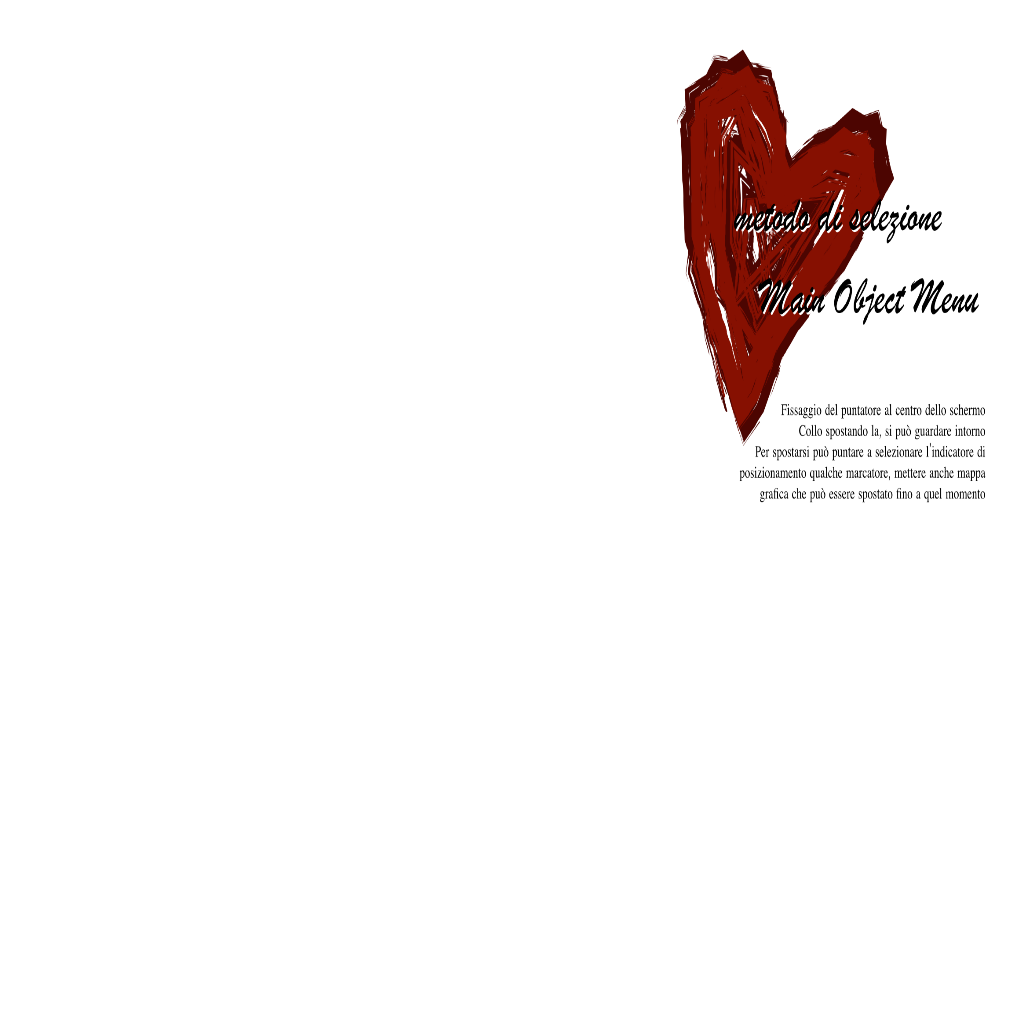 metodo di selezione
Main Object Menu
Fissaggio del puntatore al centro dello schermo
Collo spostando la, si può guardare intorno
Per spostarsi può puntare a selezionare l'indicatore di
posizionamento qualche marcatore, mettere anche mappa
grafica che può essere spostato fino a quel momento